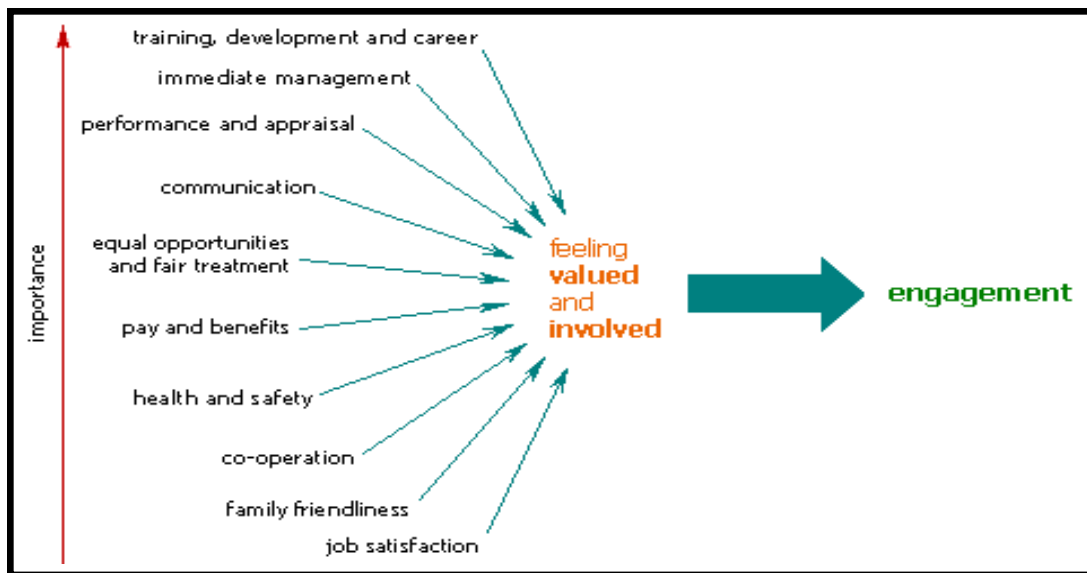 training, development and career
immediate management
performance and appraisal
communication
equal opportunities
and fair treatment
pay and benefits
health and safety
co-operation
family friendliness
job satisfaction
importance
feeling
valued
and
involved
engagement